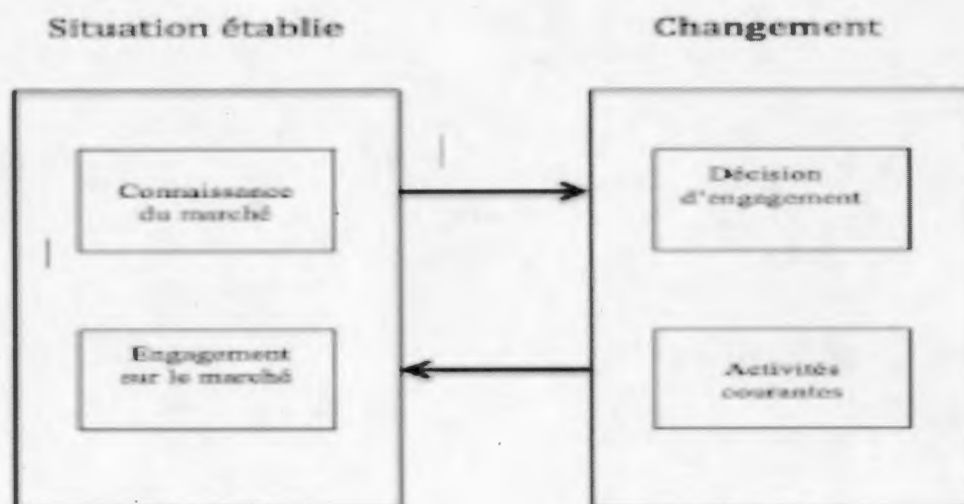 Situation établie
Changement
Connaissance
du marché
Décision
d'engagement
Engagement
sur le marché
Activités
courantes